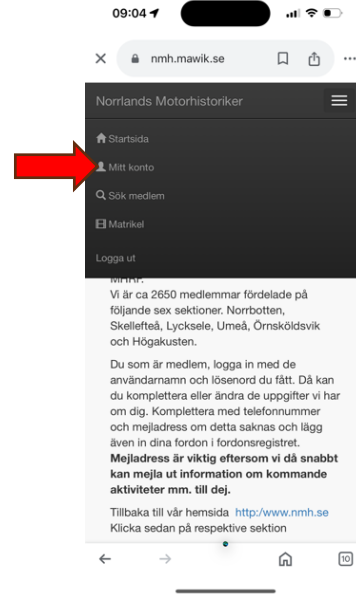 09:04
nmh.mawik.se
Norrlands Motorhistoriker
Startsida
Mitt konto
Sök medlem
Matrikel
Logga ut
MHRF.
Vi är ca 2650 medlemmar fördelade på
följande sex sektioner. Norrbotten,
Skellefteå, Lycksele, Umeå, Örnsköldsvik
och Högakusten.
Du som är medlem, logga in med de
användarnamn och lösenord du fått. Då kan
du komplettera eller ändra de uppgifter vi har
om dig. Komplettera med telefonnummer
och mejladress om detta saknas och lägg
även in dina fordon i fordonsregistret.
Mejladress är viktig eftersom vi då snabbt
kan mejla ut information om kommande
aktiviteter mm. till dej.
Tillbaka till vår hemsida http:/www.nmh.se
Klicka sedan på respektive sektion
10